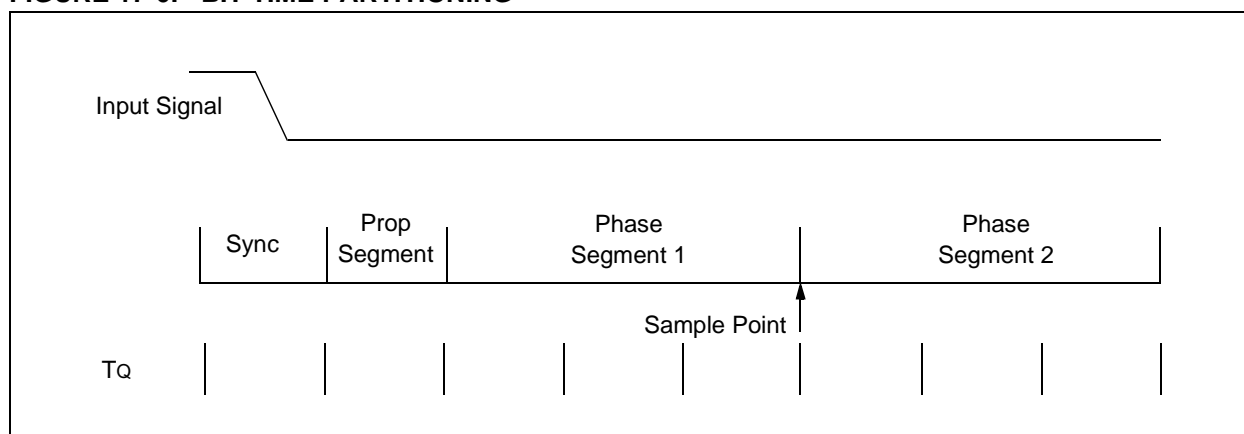 Input Signal
Sync
Prop
Segment
Phase
Segment 1
Phase
Segment 2
Sample Point
TQ